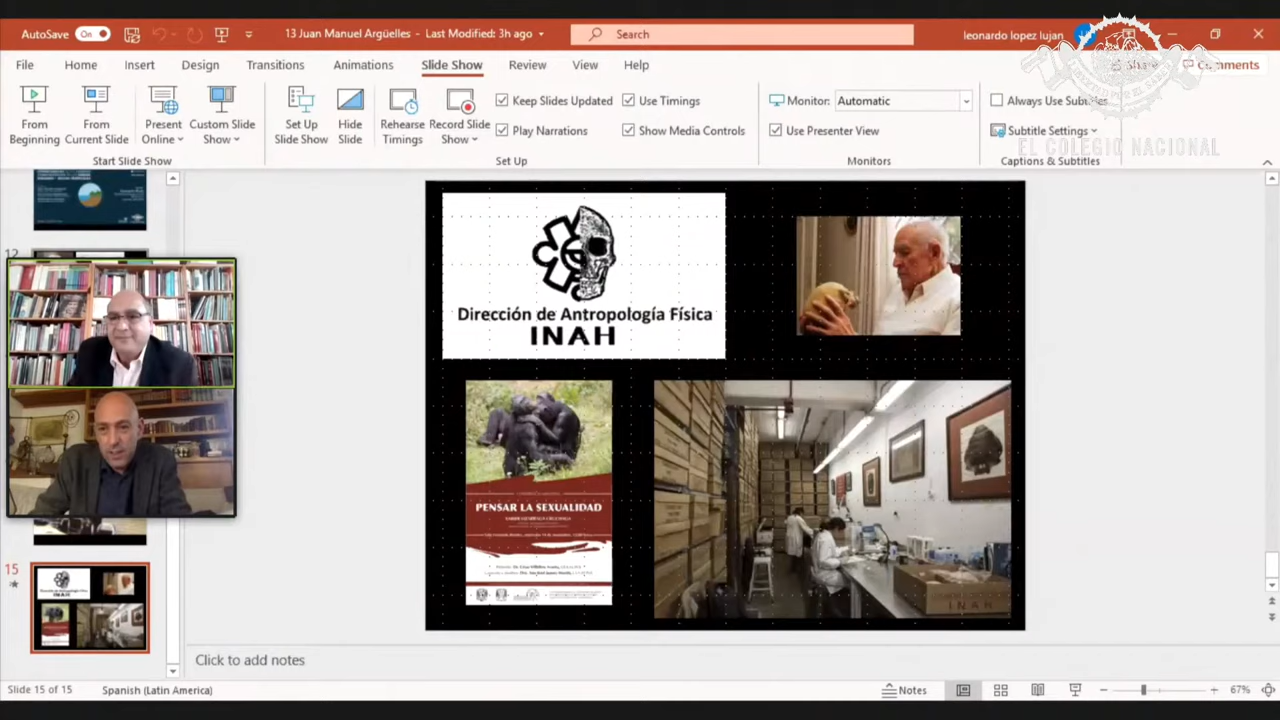 AutoSave
On
13 Juan Manuel Argüelles - Last Modified: 3h ago
Search
leonardo lopez lujan
File
Home
Insert
Design
Transitions
Animations
Slide Show
Review
View
Help
Share
Comments
From
Beginning
From
Current Slide
Present
Online
Custom Slide
Show
Start Slide Show
Set Up
Slide Show
Hide
Slide
Rehearse
Timings
Record Slide
Show
Keep Slides Updated
Play Narrations
Use Timings
Show Media Controls
Set Up
Monitor:
Automatic
Use Presenter View
Monitors
Always Use Subtitles
Subtitle Settings
Captions & Subtitles
EL COLEGIO NACIONAL
12
15
Dirección de Antropología Física
INAH
PENSAR LA SEXUALIDAD
INAH
Click to add notes
Slide 15 of 15
Spanish (Latin America)
Notes
67%